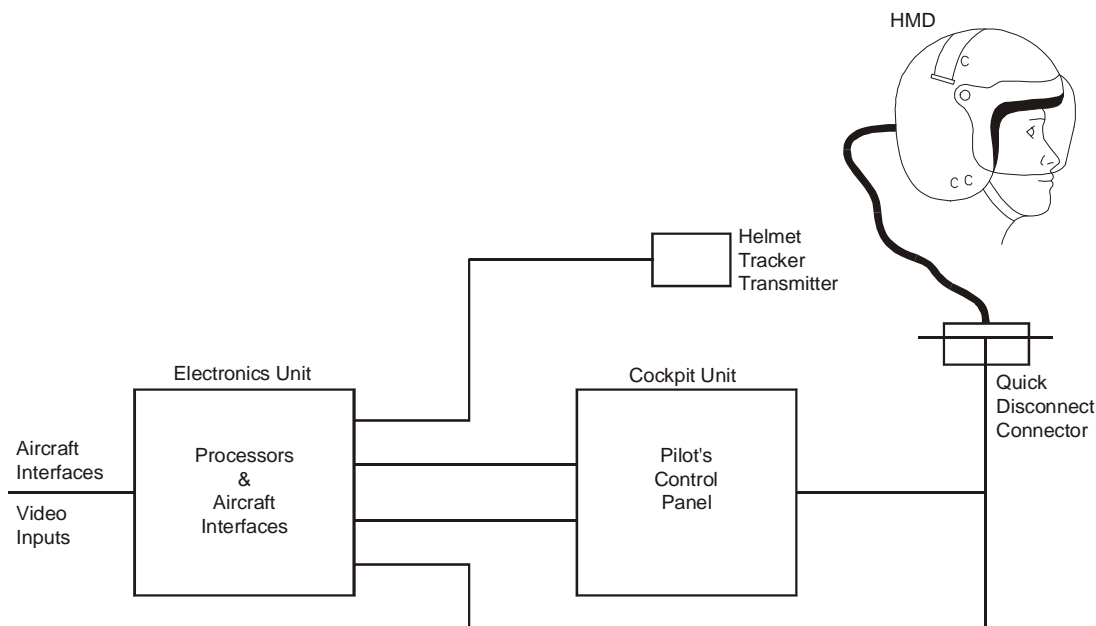 HMD
Helmet
Tracker
Transmitter
Electronics Unit
Cockpit Unit
Quick
Disconnect
Connector
Aircraft
Interfaces
Video
Inputs
Processors
&
Aircraft
Interfaces
Pilot's
Control
Panel